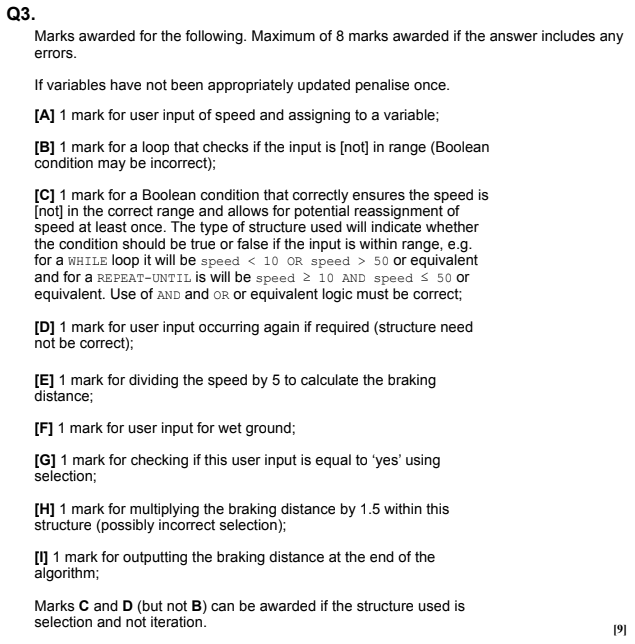 Q3.
Marks awarded for the following. Maximum of 8 marks awarded if the answer includes any
errors.
If variables have not been appropriately updated penalise once.
[A] 1 mark for user input of speed and assigning to a variable;
[B] 1 mark for a loop that checks if the input is [not] in range (Boolean
condition may be incorrect);
[C] 1 mark for a Boolean condition that correctly ensures the speed is
[not] in the correct range and allows for potential reassignment of
speed at least once. The type of structure used will indicate whether
the condition should be true or false if the input is within range, e.g.
for a WHILE loop it will be speed < 10 OR speed > 50 or equivalent
and for a REPEAT-UNTIL is will be speed ≥ 10 AND speed ≤ 50 or
equivalent. Use of AND and OR or equivalent logic must be correct;
[D] 1 mark for user input occurring again if required (structure need
not be correct);
[E] 1 mark for dividing the speed by 5 to calculate the braking
distance;
[F] 1 mark for user input for wet ground;
[G] 1 mark for checking if this user input is equal to ‘yes’ using
selection;
[H] 1 mark for multiplying the braking distance by 1.5 within this
structure (possibly incorrect selection);
[I] 1 mark for outputting the braking distance at the end of the
algorithm;
Marks C and D (but not B) can be awarded if the structure used is
selection and not iteration.
[9]